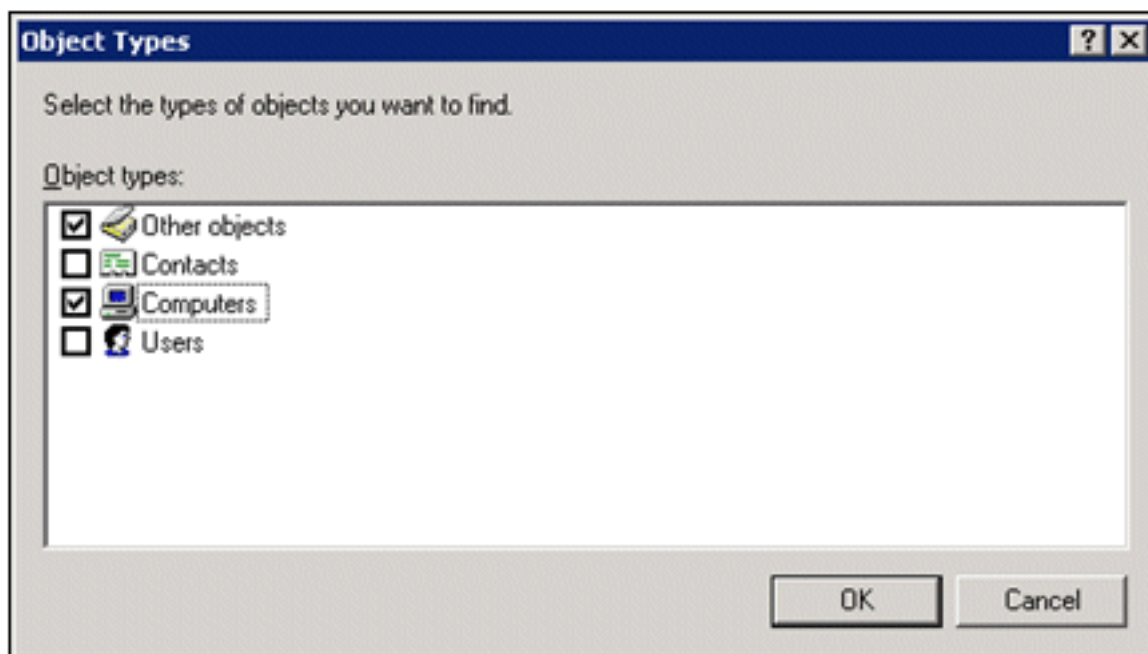 Object Types
Select the types of objects you want to find.
Object types:
Other objects
Contacts
Computers
Users
OK Cancel